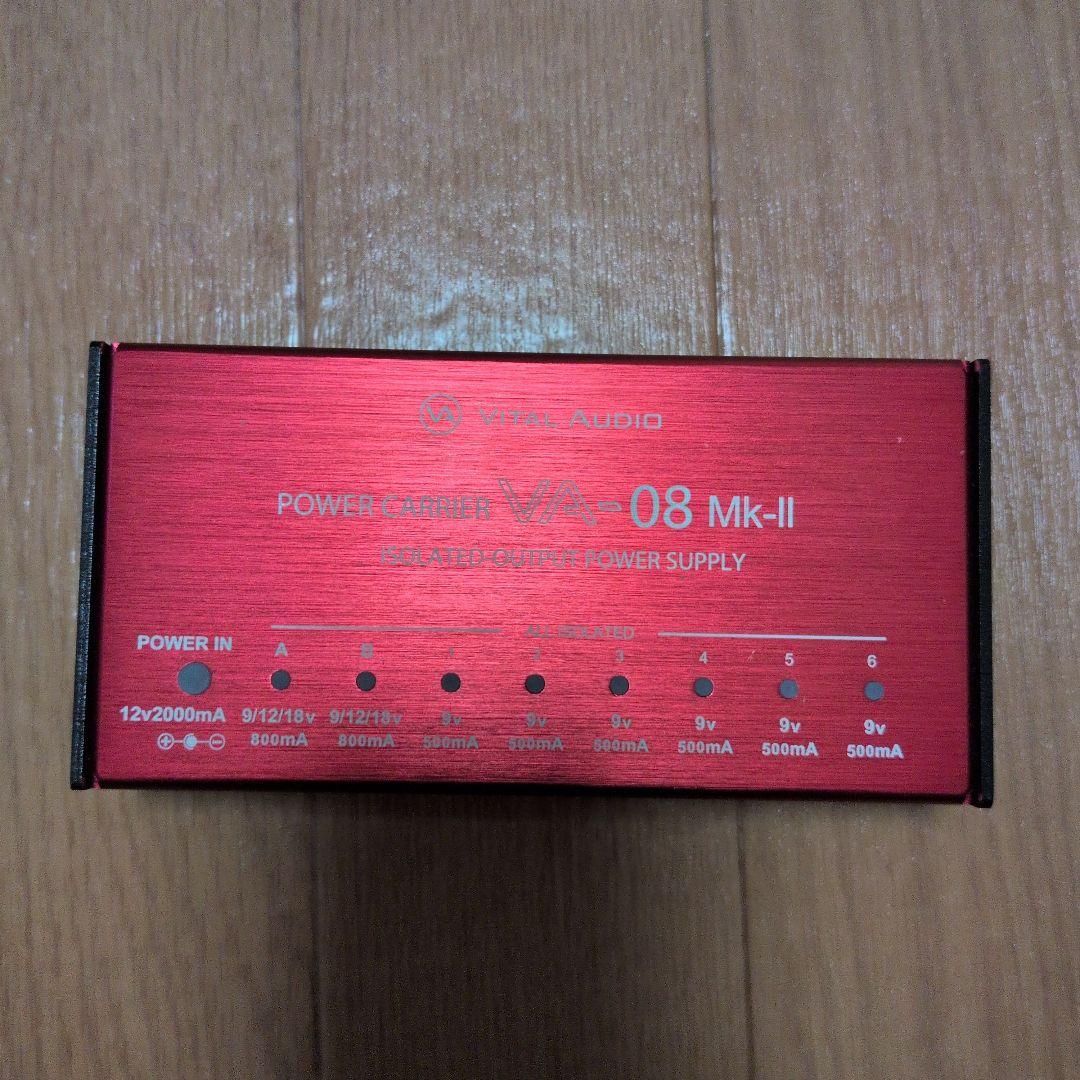 VA VITAL AUDIO
POWER CARRIER VA-08 Mk-II
ISOLATED OUTPUT POWER SUPPLY
ALL ISOLATED
POWER IN A B 1 2 3 4 5 6
12v2000mA 9/12/18v 9/12/18v 9v 9v 9v 9v 9v 9v
800mA 800mA 500mA 500mA 500mA 500mA 500mA 500mA